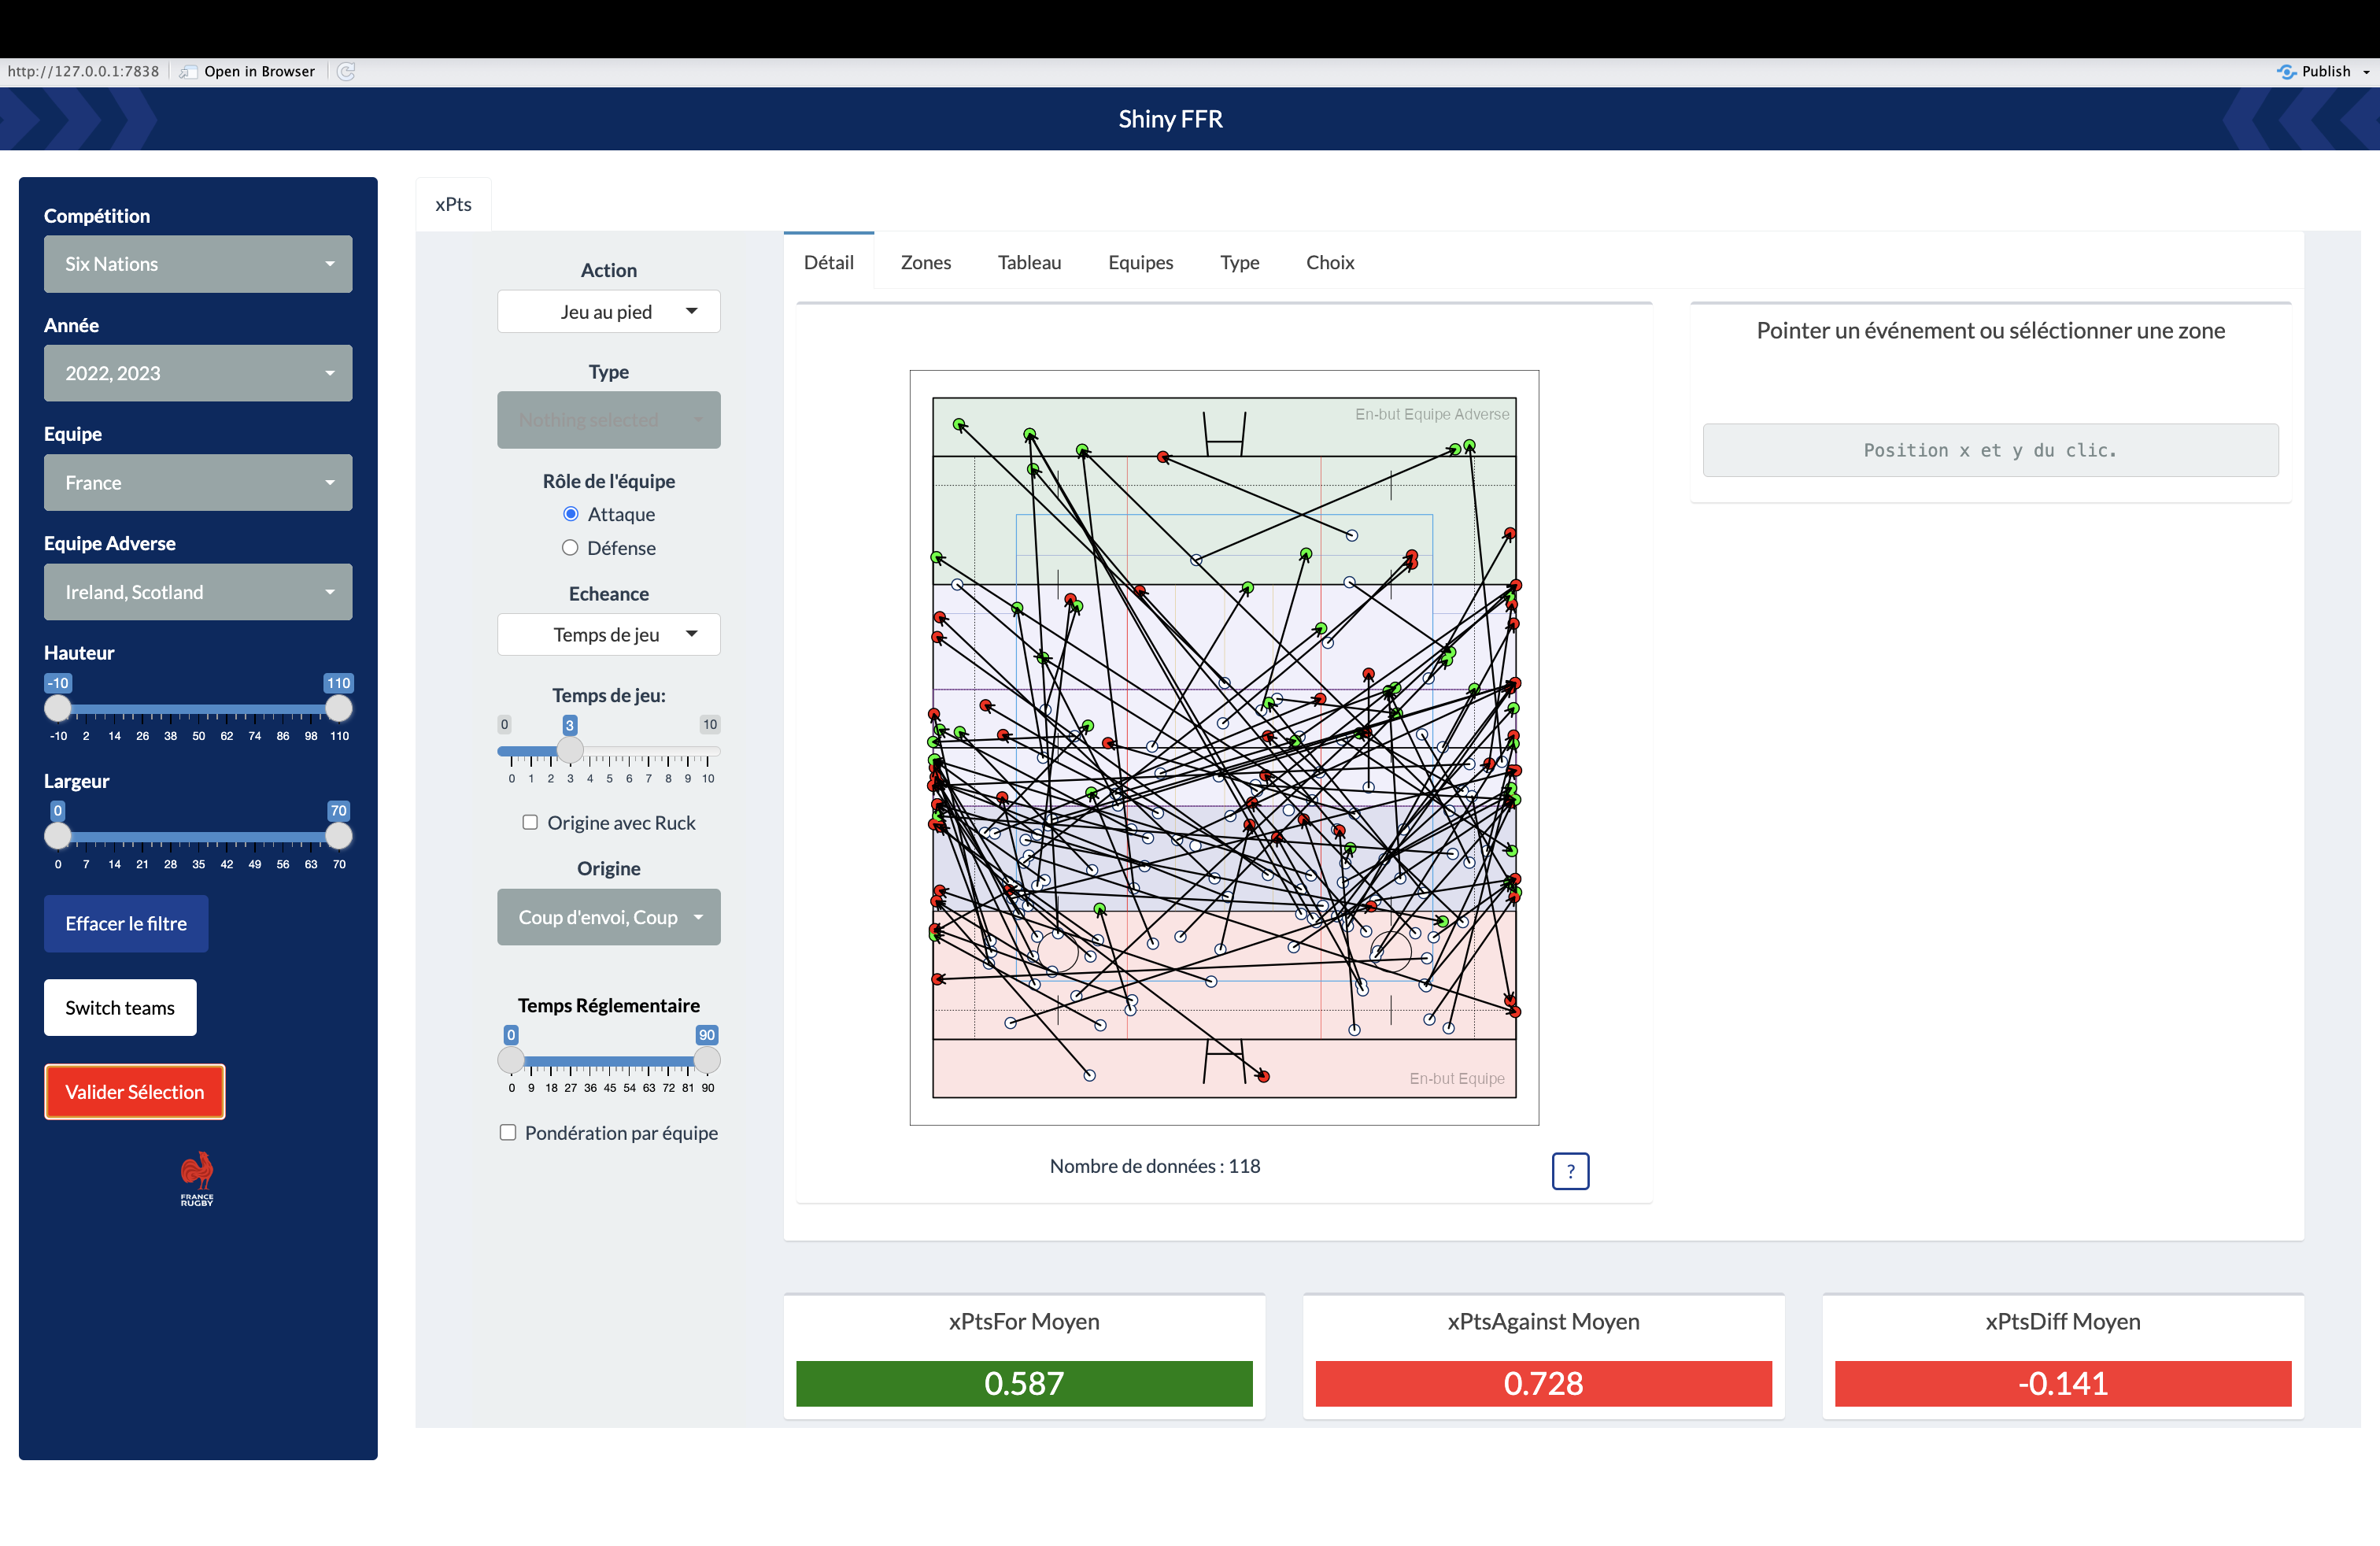 http://127.0.0.1:7838 Open in Browser Publish
Shiny FFR
Compétition
Six Nations
Année
2022, 2023
Equipe
France
Equipe Adverse
Ireland, Scotland
Hauteur
-10 110
-10 2 14 26 38 50 62 74 86 98 110
Largeur
0 70
0 7 14 21 28 35 42 49 56 63 70
Effacer le filtre
Switch teams
Valider Sélection
FRANCE
RUGBY
xPts
Action
Jeu au pied
Type
Nothing selected
Rôle de l'équipe
Attaque
Défense
Echeance
Temps de jeu
Temps de jeu:
0 3 10
0 1 2 3 4 5 6 7 8 9 10
Origine avec Ruck
Origine
Coup d'envoi, Coup
Temps Réglementaire
0 90
0 9 18 27 36 45 54 63 72 81 90
Pondération par équipe
Détail Zones Tableau Equipes Type Choix
En-but Equipe Adverse
En-but Equipe
Nombre de données : 118
?
Pointer un événement ou séléctionner une zone
Position x et y du clic.
xPtsFor Moyen
0.587
xPtsAgainst Moyen
0.728
xPtsDiff Moyen
-0.141